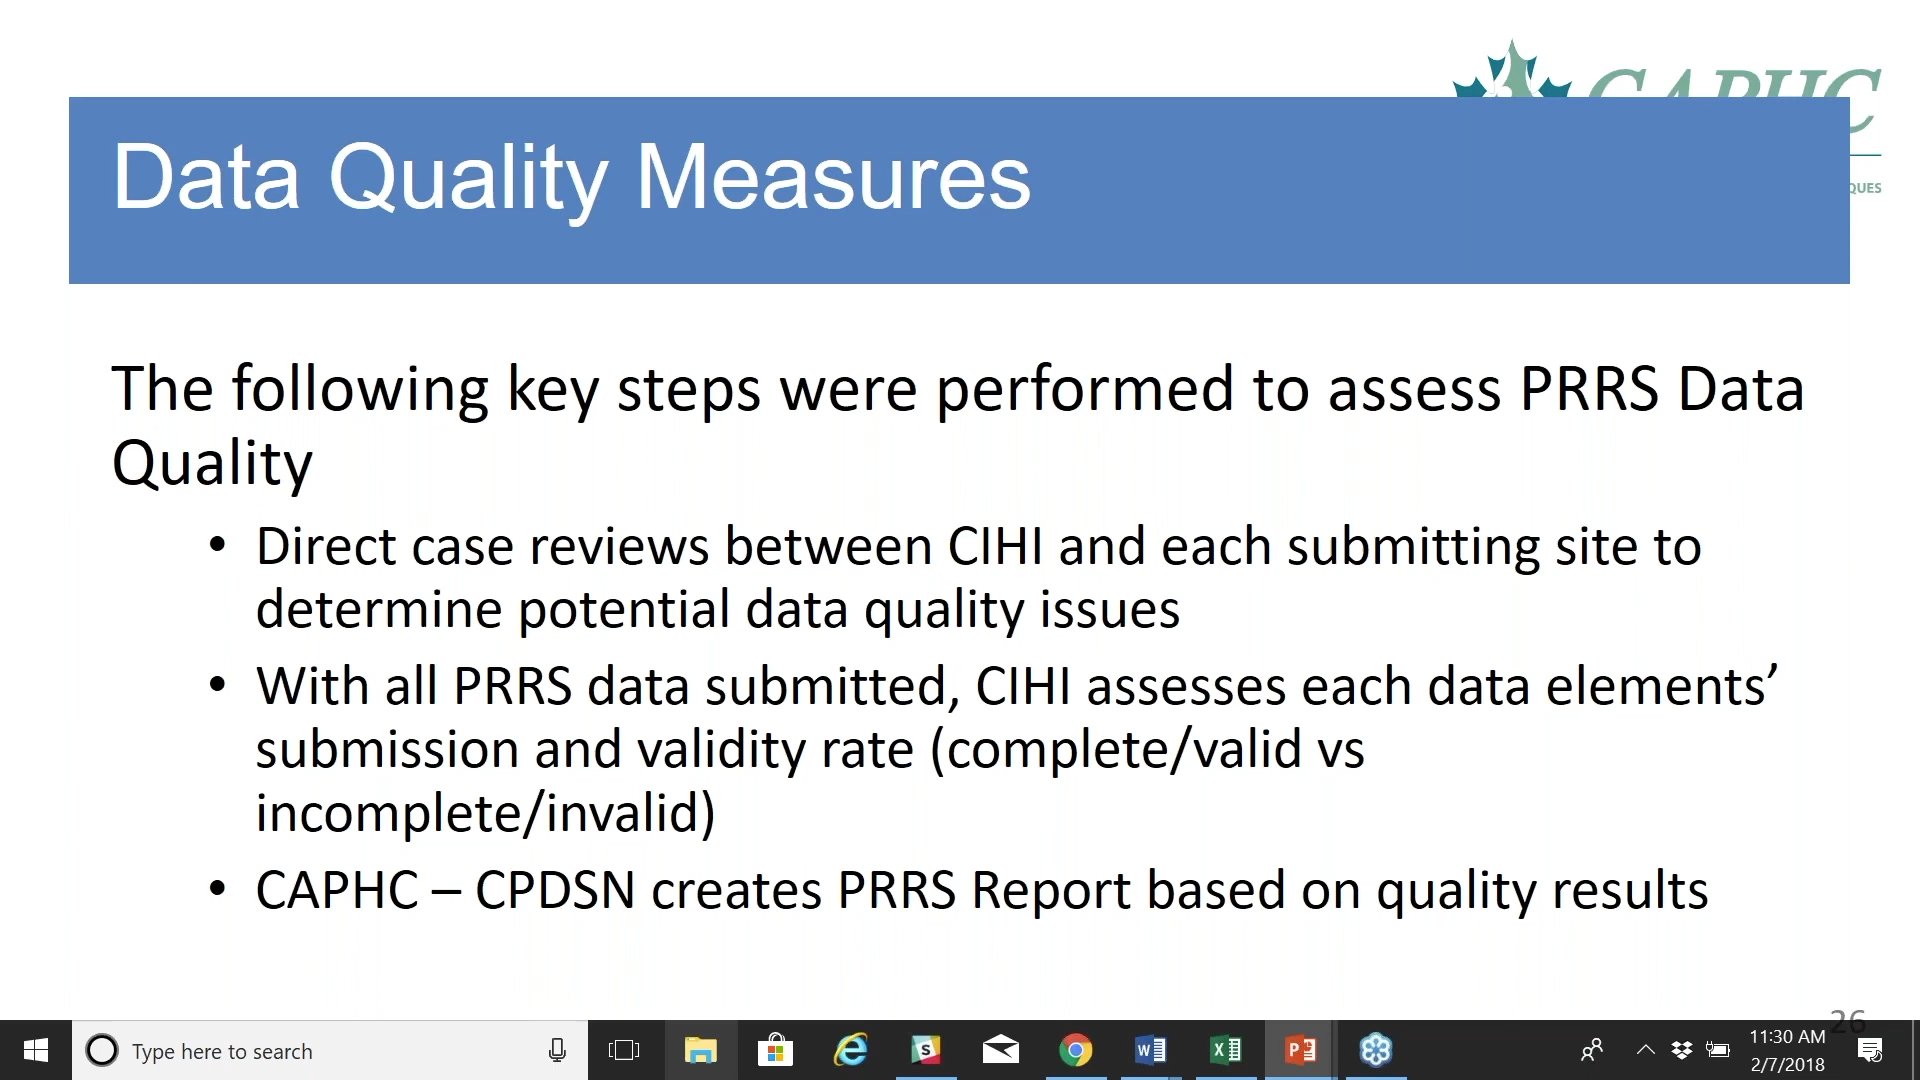 CAPHC
QUES
Data Quality Measures
The following key steps were performed to assess PRRS Data
Quality
• Direct case reviews between CIHI and each submitting site to
determine potential data quality issues
• With all PRRS data submitted, CIHI assesses each data elements’
submission and validity rate (complete/valid vs
incomplete/invalid)
• CAPHC – CPDSN creates PRRS Report based on quality results
26
Type here to search
11:30 AM
2/7/2018